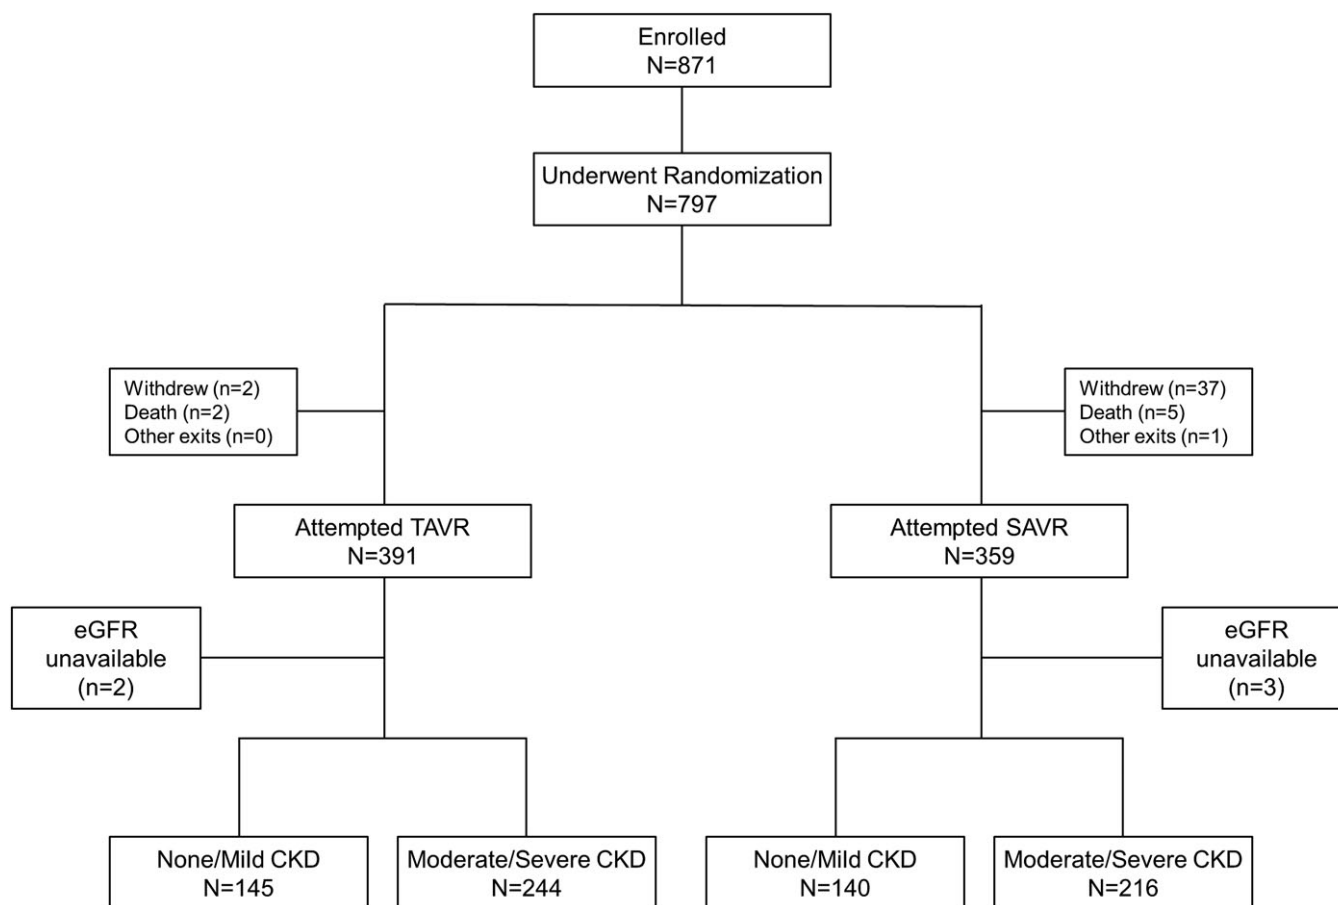 Enrolled
N=871
Underwent Randomization
N=797
Withdrew (n=2)
Death (n=2)
Other exits (n=0)
Withdrew (n=37)
Death (n=5)
Other exits (n=1)
Attempted TAVR
N=391
Attempted SAVR
N=359
eGFR
unavailable
(n=2)
eGFR
unavailable
(n=3)
None/Mild CKD
N=145
Moderate/Severe CKD
N=244
None/Mild CKD
N=140
Moderate/Severe CKD
N=216